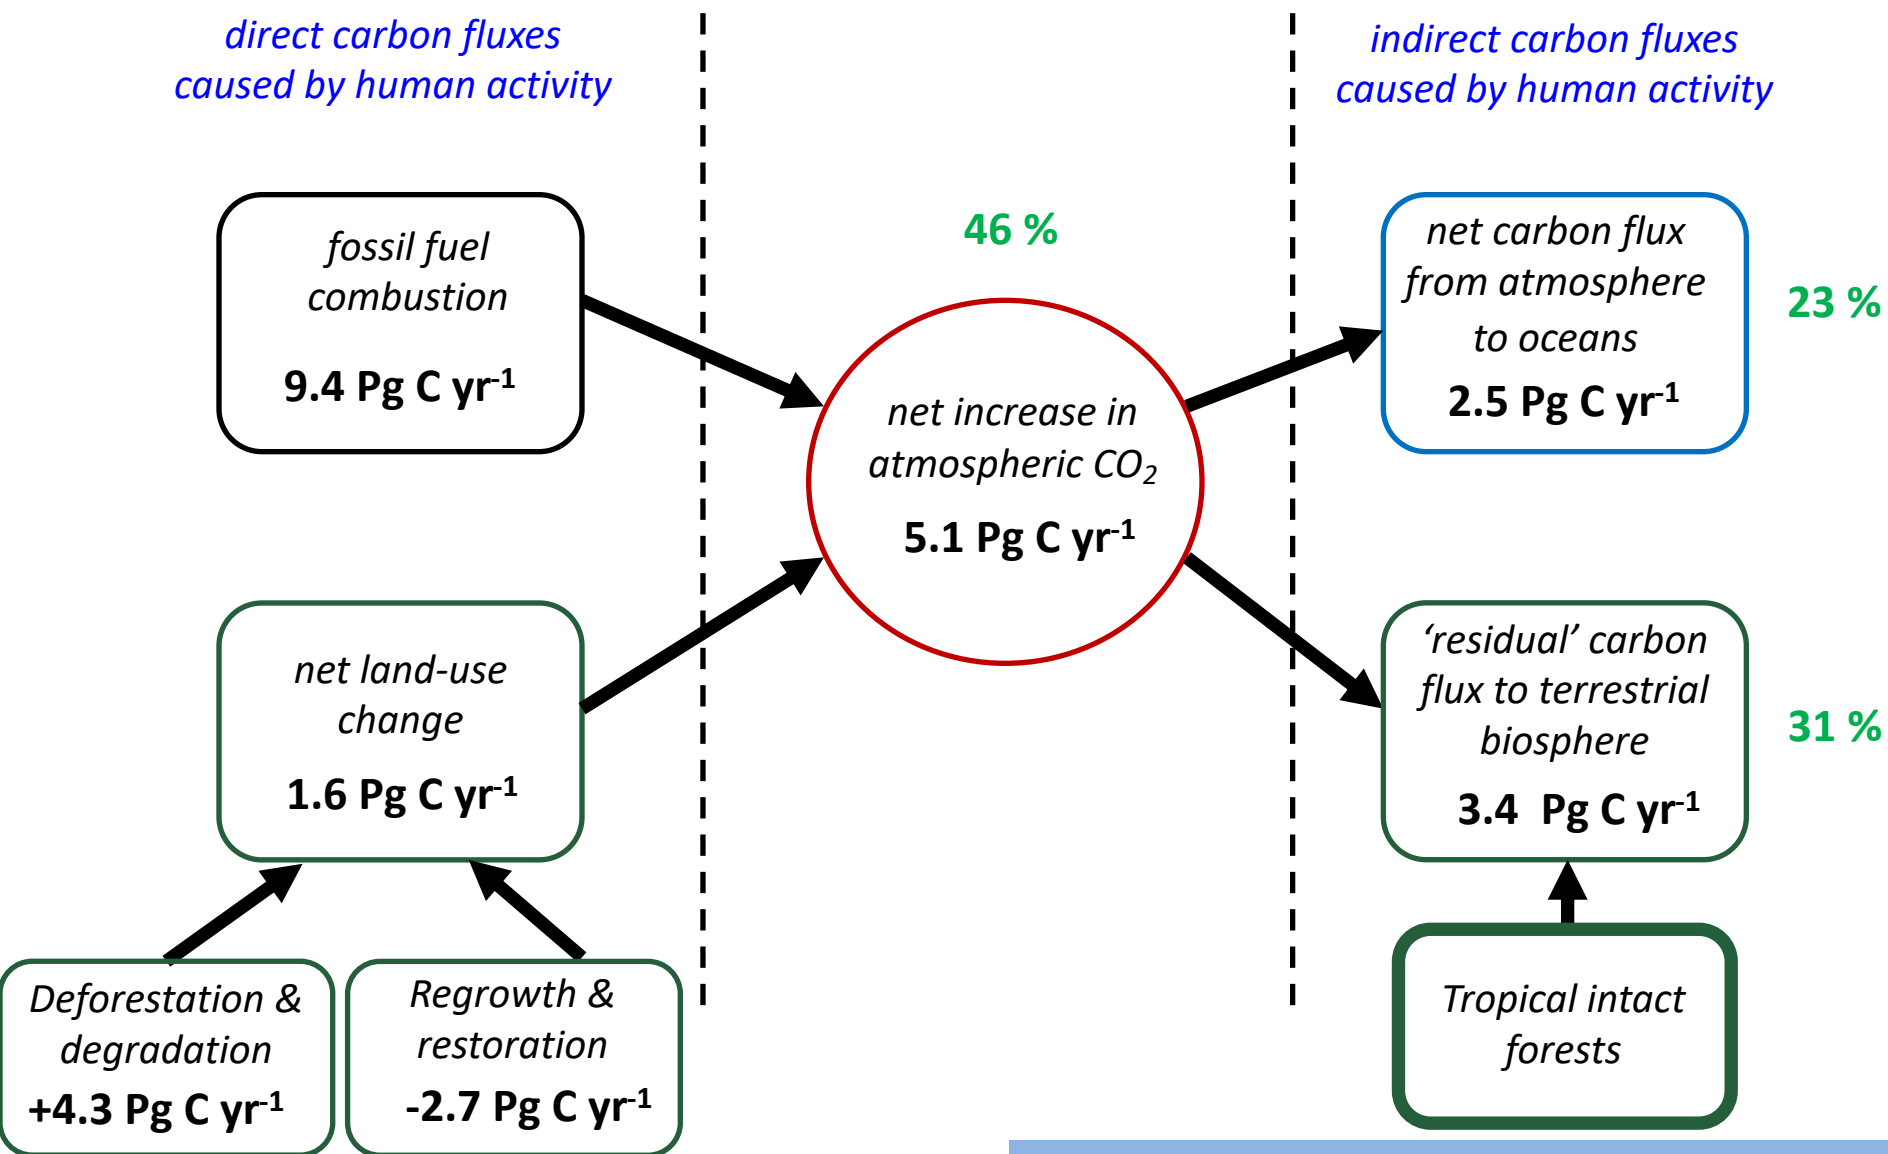 direct carbon fluxes
caused by human activity
indirect carbon fluxes
caused by human activity
fossil fuel
combustion
9.4 Pg C yr-1
46 %
net increase in
atmospheric CO2
5.1 Pg C yr-1
net carbon flux
from atmosphere
to oceans
2.5 Pg C yr-1
23 %
net land-use
change
1.6 Pg C yr-1
‘residual’ carbon
flux to terrestrial
biosphere
3.4 Pg C yr-1
31 %
Deforestation &
degradation
+4.3 Pg C yr-1
Regrowth &
restoration
-2.7 Pg C yr-1
Tropical intact
forests